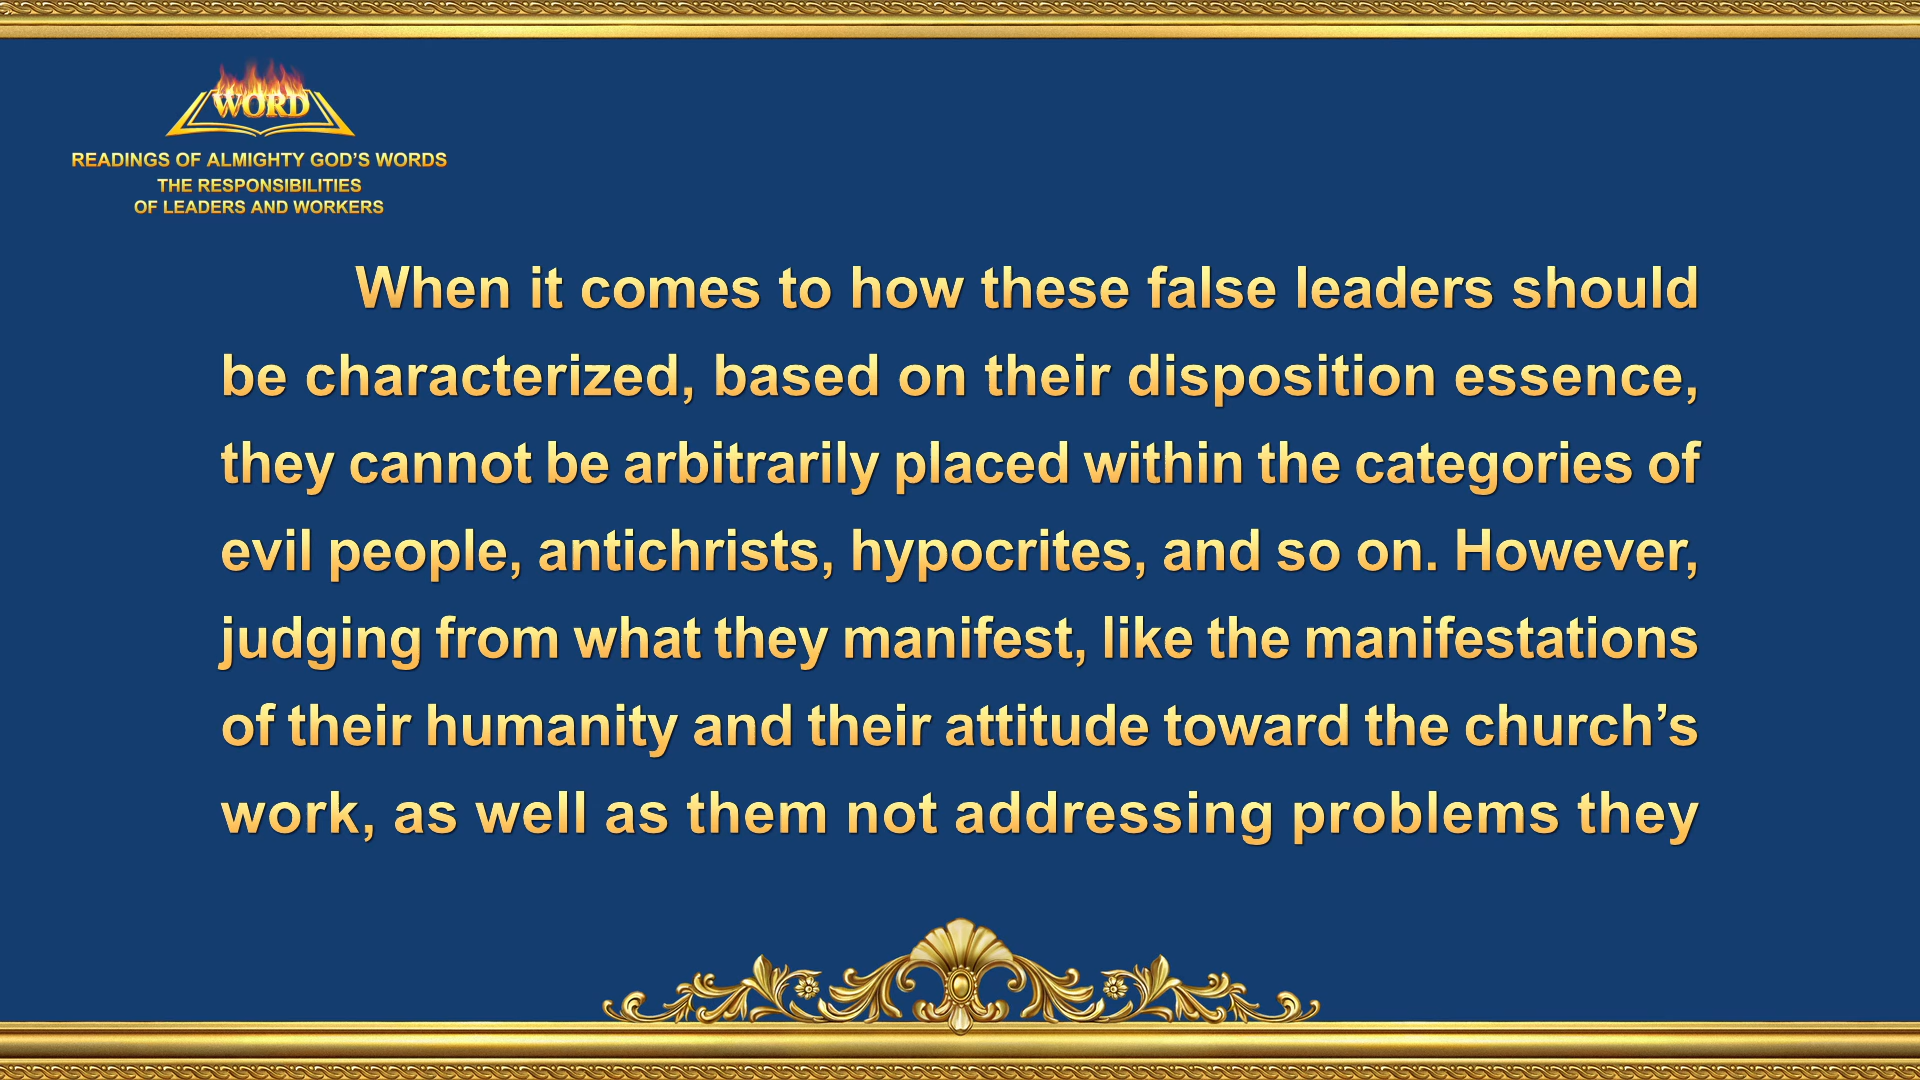 WORD
READINGS OF ALMIGHTY GOD’S WORDS
THE RESPONSIBILITIES
OF LEADERS AND WORKERS
When it comes to how these false leaders should
be characterized, based on their disposition essence,
they cannot be arbitrarily placed within the categories of
evil people, antichrists, hypocrites, and so on. However,
judging from what they manifest, like the manifestations
of their humanity and their attitude toward the church’s
work, as well as them not addressing problems they